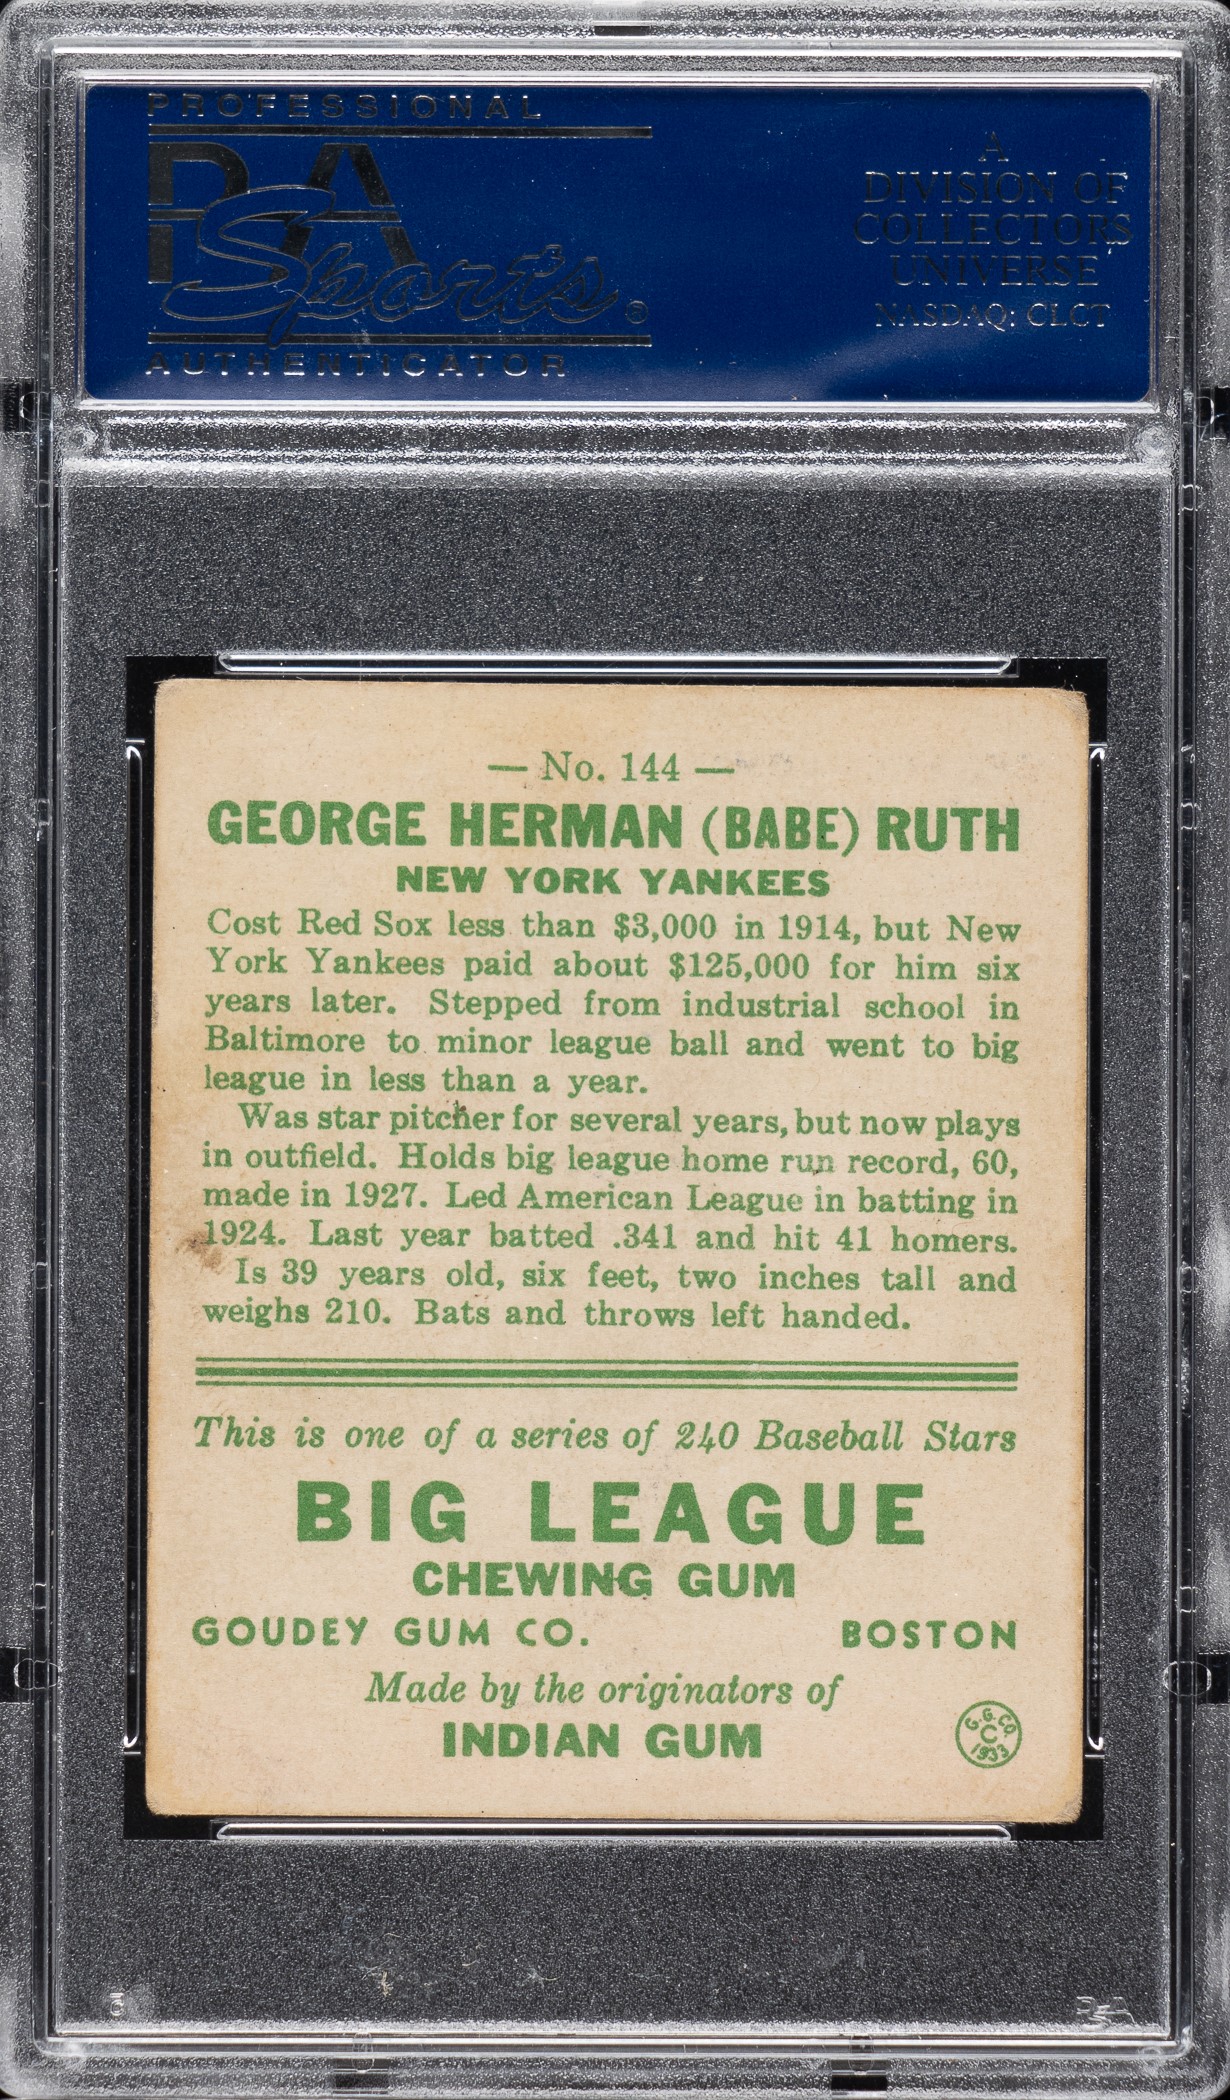 PROFESSIONAL
PSA
Sports®
AUTHENTICATOR
A
DIVISION OF
COLLECTORS
UNIVERSE
NASDAQ: CLCT
— No. 144 —
GEORGE HERMAN (BABE) RUTH
NEW YORK YANKEES
Cost Red Sox less than $3,000 in 1914, but New
York Yankees paid about $125,000 for him six
years later. Stepped from industrial school in
Baltimore to minor league ball and went to big
league in less than a year.
Was star pitcher for several years, but now plays
in outfield. Holds big league home run record, 60,
made in 1927. Led American League in batting in
1924. Last year batted .341 and hit 41 homers.
Is 39 years old, six feet, two inches tall and
weighs 210. Bats and throws left handed.
This is one of a series of 240 Baseball Stars
BIG LEAGUE
CHEWING GUM
GOUDEY GUM CO. BOSTON
Made by the originators of
INDIAN GUM
G.G.CO.
C
1933
PSA